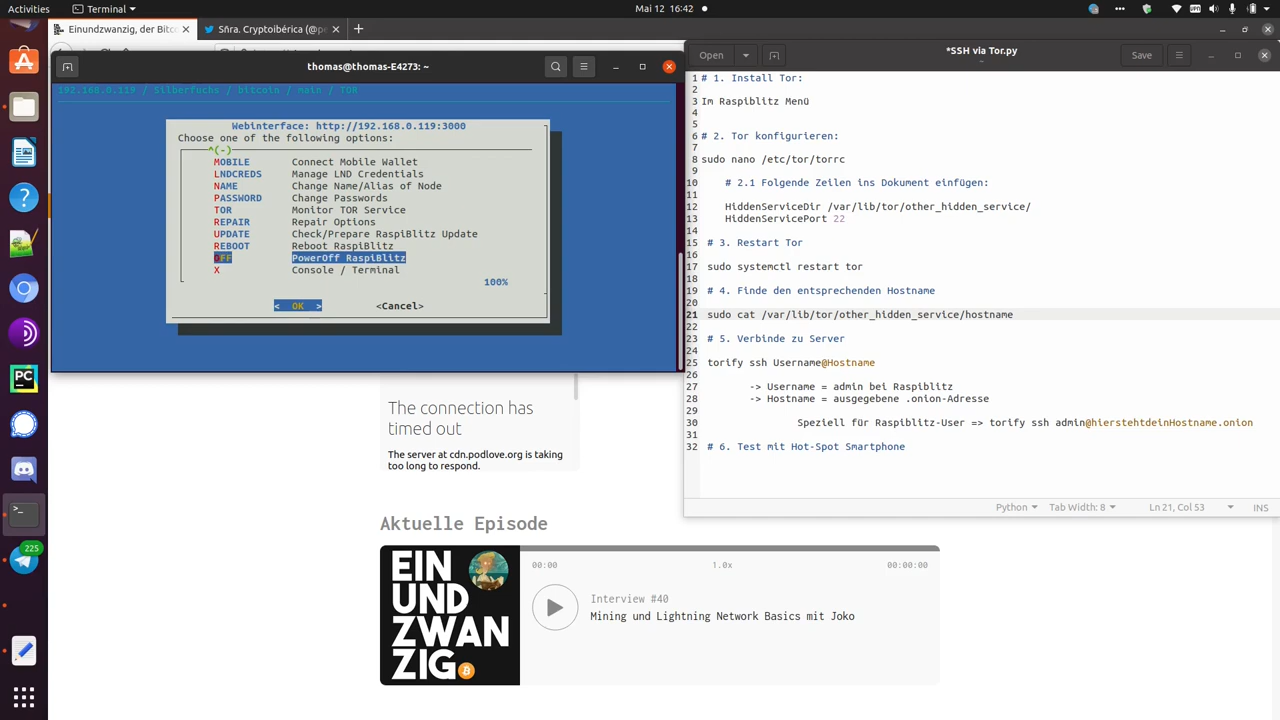 Activities
Terminal
Mai 12 16:42
Einundzwanzig, der Bitco
Sñra. Cryptoibérica (@pe
thomas@thomas-E4273: ~
192.168.0.119 / Silberfuchs / bitcoin / main / TOR
Webinterface: http://192.168.0.119:3000
Choose one of the following options:
^(-)
MOBILE Connect Mobile Wallet
LNDCREDS Manage LND Credentials
NAME Change Name/Alias of Node
PASSWORD Change Passwords
TOR Monitor TOR Service
REPAIR Repair Options
UPDATE Check/Prepare RaspiBlitz Update
REBOOT Reboot RaspiBlitz
OFF PowerOff RaspiBlitz
X Console / Terminal
100%
< OK > <Cancel>
Open
*SSH via Tor.py
~
Save
1 # 1. Install Tor:
2
3 Im Raspiblitz Menü
4
5
6 # 2. Tor konfigurieren:
7
8 sudo nano /etc/tor/torrc
9
10 # 2.1 Folgende Zeilen ins Dokument einfügen:
11
12 HiddenServiceDir /var/lib/tor/other_hidden_service/
13 HiddenServicePort 22
14
15 # 3. Restart Tor
16
17 sudo systemctl restart tor
18
19 # 4. Finde den entsprechenden Hostname
20
21 sudo cat /var/lib/tor/other_hidden_service/hostname
22
23 # 5. Verbinde zu Server
24
25 torify ssh Username@Hostname
26
27 -> Username = admin bei Raspiblitz
28 -> Hostname = ausgegebene .onion-Adresse
29
30 Speziell für Raspiblitz-User => torify ssh admin@hierstehtdeinHostname.onion
31
32 # 6. Test mit Hot-Spot Smartphone
Python
Tab Width: 8
Ln 21, Col 53
INS
The connection has
timed out
The server at cdn.podlove.org is taking
too long to respond.
Aktuelle Episode
EIN
UND
ZWAN
ZIG
00:00
1.0x
00:00:00
Interview #40
Mining und Lightning Network Basics mit Joko
PC
225